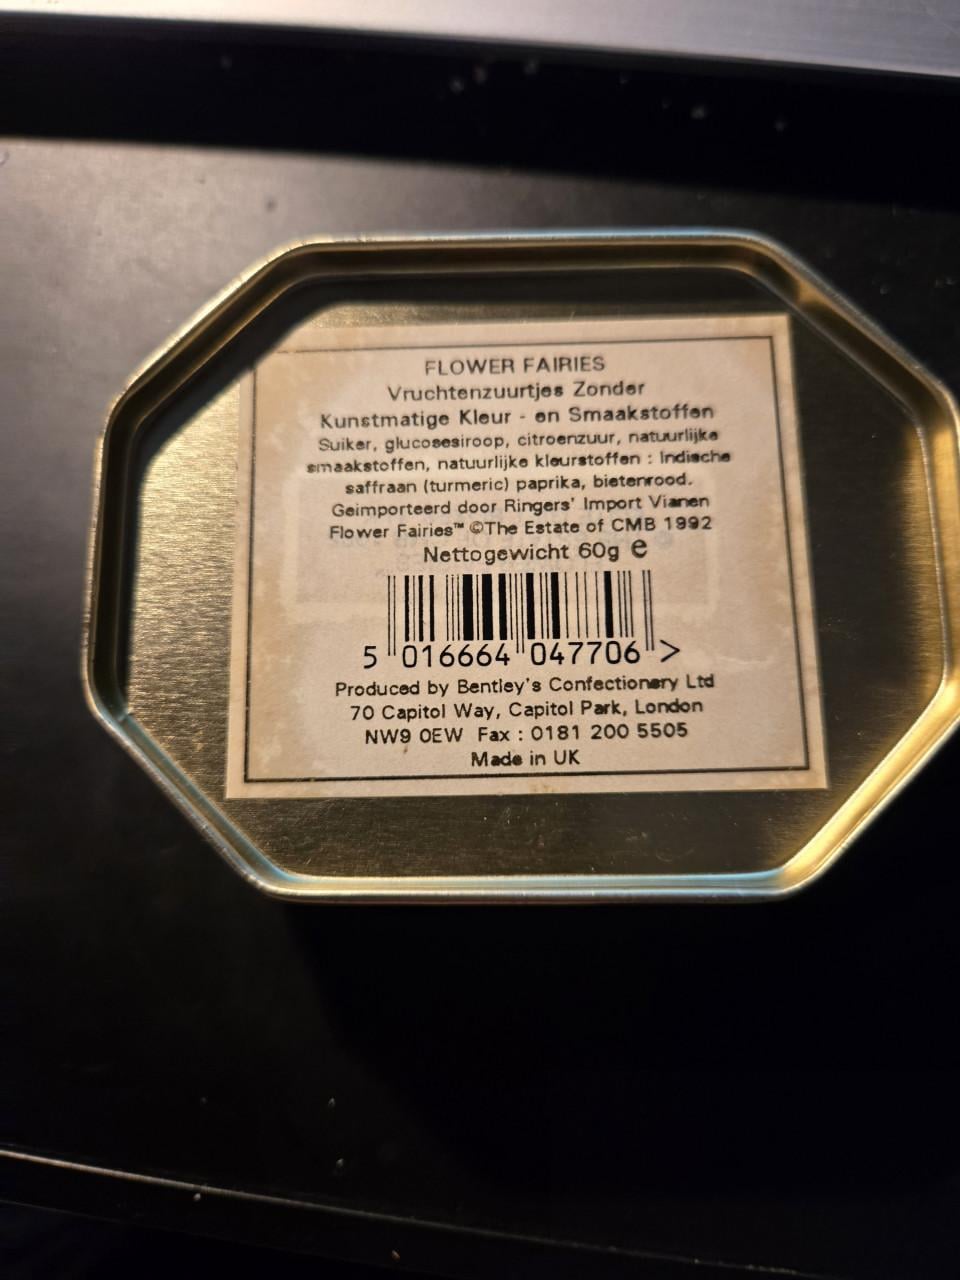 FLOWER FAIRIES
Vruchtenzuurtjes Zonder
Kunstmatige Kleur - en Smaakstoffen
Suiker, glucosesiroop, citroenzuur, natuurlijke
smaakstoffen, natuurlijke kleurstoffen : Indische
saffraan (turmeric) paprika, bietenrood.
Geimporteerd door Ringers' Import Vianen
Flower Fairies™ ©The Estate of CMB 1992
Nettogewicht 60g e
5 016664 047706 >
Produced by Bentley's Confectionery Ltd
70 Capitol Way, Capitol Park, London
NW9 0EW Fax : 0181 200 5505
Made in UK